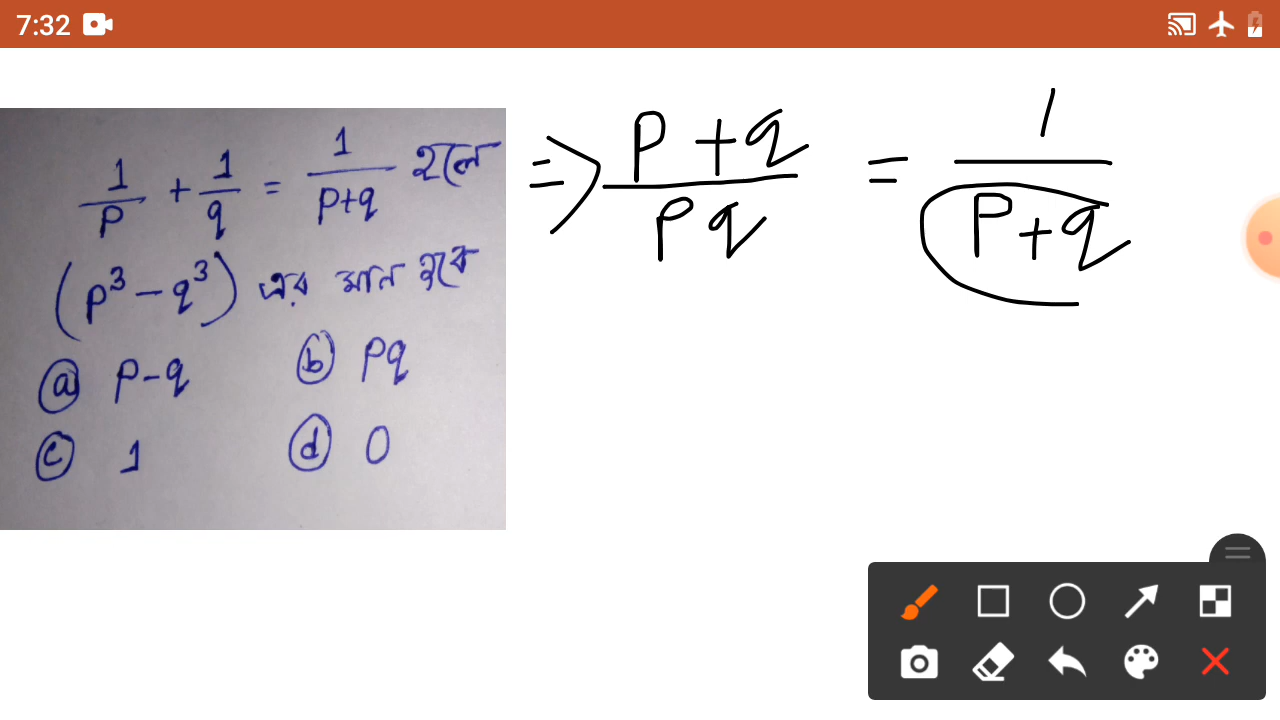 7:32
1/p + 1/q = 1/(p+q) হলে
(p³ − q³) এর মান হবে
ⓐ p-q ⓑ pq
ⓒ 1 ⓓ 0
⇒ (p+q)/(pq) = 1/(p+q)